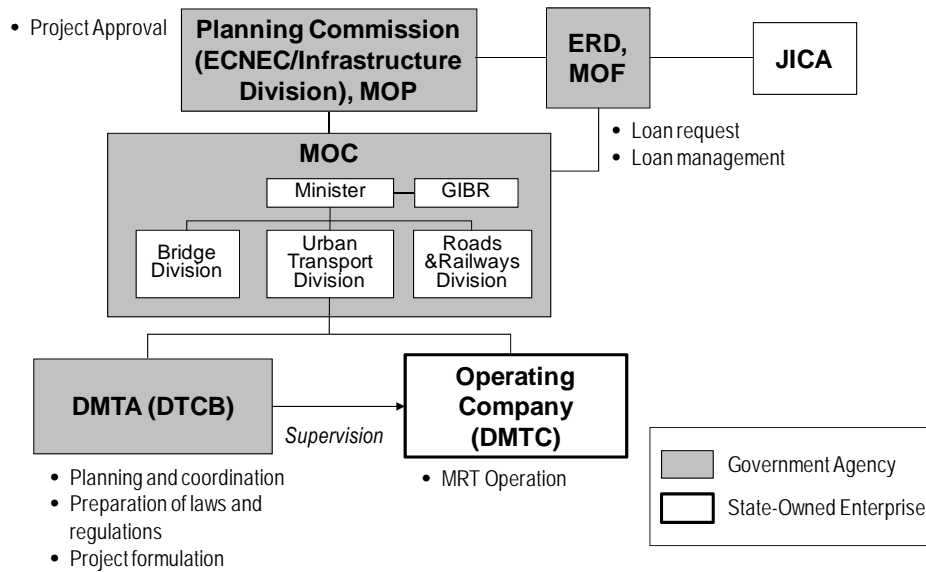 • Project Approval
Planning Commission
(ECNEC/Infrastructure
Division), MOP
ERD,
MOF
JICA
• Loan request
• Loan management
MOC
Minister
GIBR
Bridge
Division
Urban
Transport
Division
Roads
&Railways
Division
DMTA (DTCB)
Supervision
Operating
Company
(DMTC)
• Planning and coordination
• Preparation of laws and
regulations
• Project formulation
• MRT Operation
Government Agency
State-Owned Enterprise